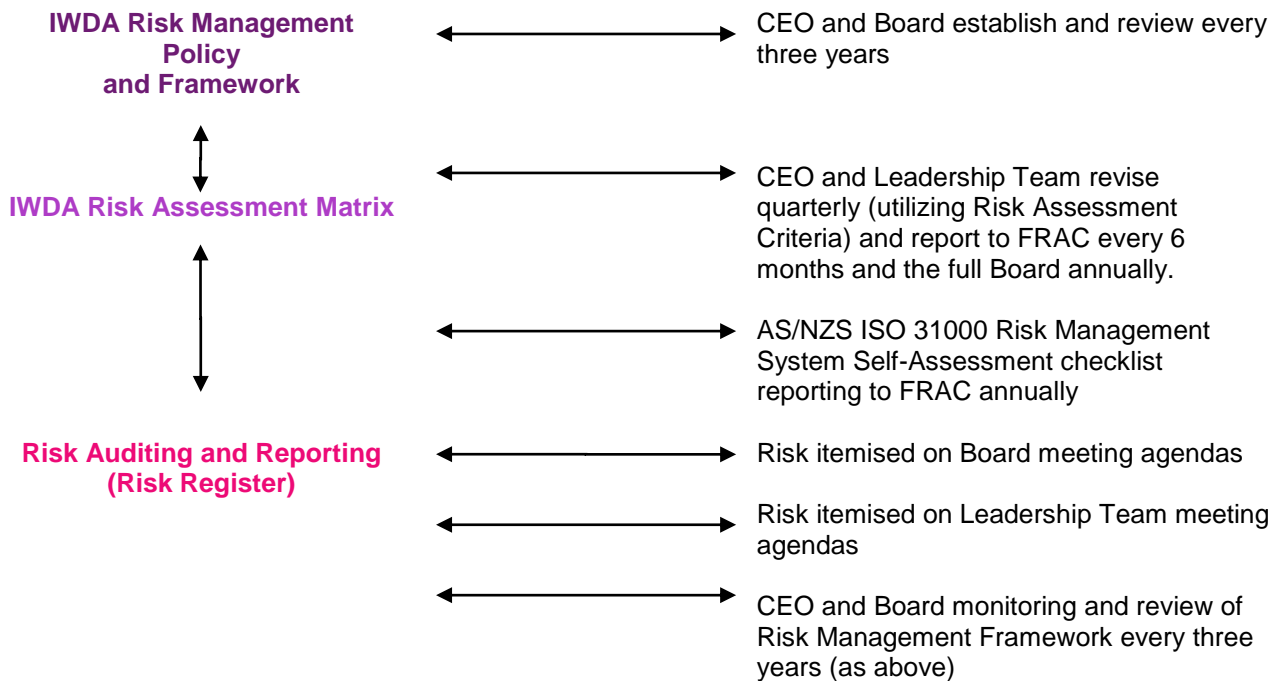 IWDA Risk Management
Policy
and Framework
CEO and Board establish and review every
three years
IWDA Risk Assessment Matrix
CEO and Leadership Team revise
quarterly (utilizing Risk Assessment
Criteria) and report to FRAC every 6
months and the full Board annually.
AS/NZS ISO 31000 Risk Management
System Self-Assessment checklist
reporting to FRAC annually
Risk Auditing and Reporting
(Risk Register)
Risk itemised on Board meeting agendas
Risk itemised on Leadership Team meeting
agendas
CEO and Board monitoring and review of
Risk Management Framework every three
years (as above)